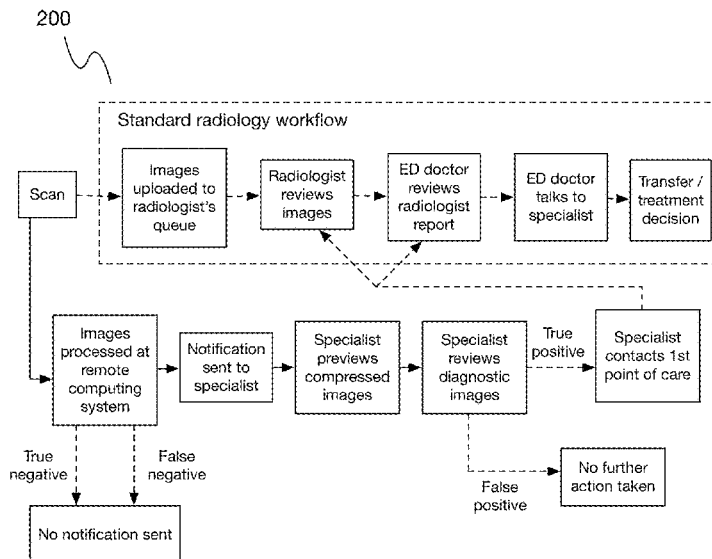 200
Standard radiology workflow
Scan
Images
uploaded to
radiologist's
queue
Radiologist
reviews
images
ED doctor
reviews
radiologist
report
ED doctor
talks to
specialist
Transfer /
treatment
decision
Images
processed at
remote
computing
system
Notification
sent to
specialist
Specialist
previews
compressed
images
Specialist
reviews
diagnostic
images
True
positive
Specialist
contacts 1st
point of care
True
negative
False
negative
False
positive
No further
action taken
No notification sent